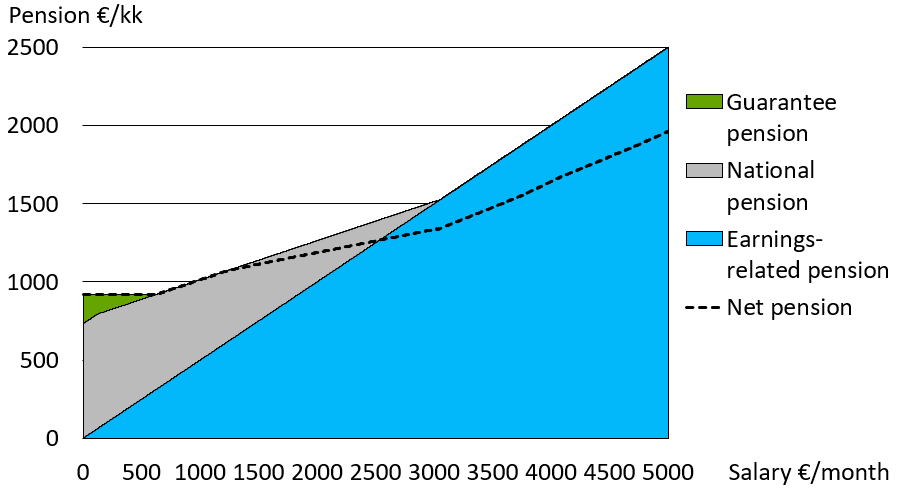 Pension €/kk
2500
2000
1500
1000
500
0
0 500 1000 1500 2000 2500 3000 3500 4000 4500 5000
Salary €/month
Guarantee
pension
National
pension
Earnings-
related pension
Net pension